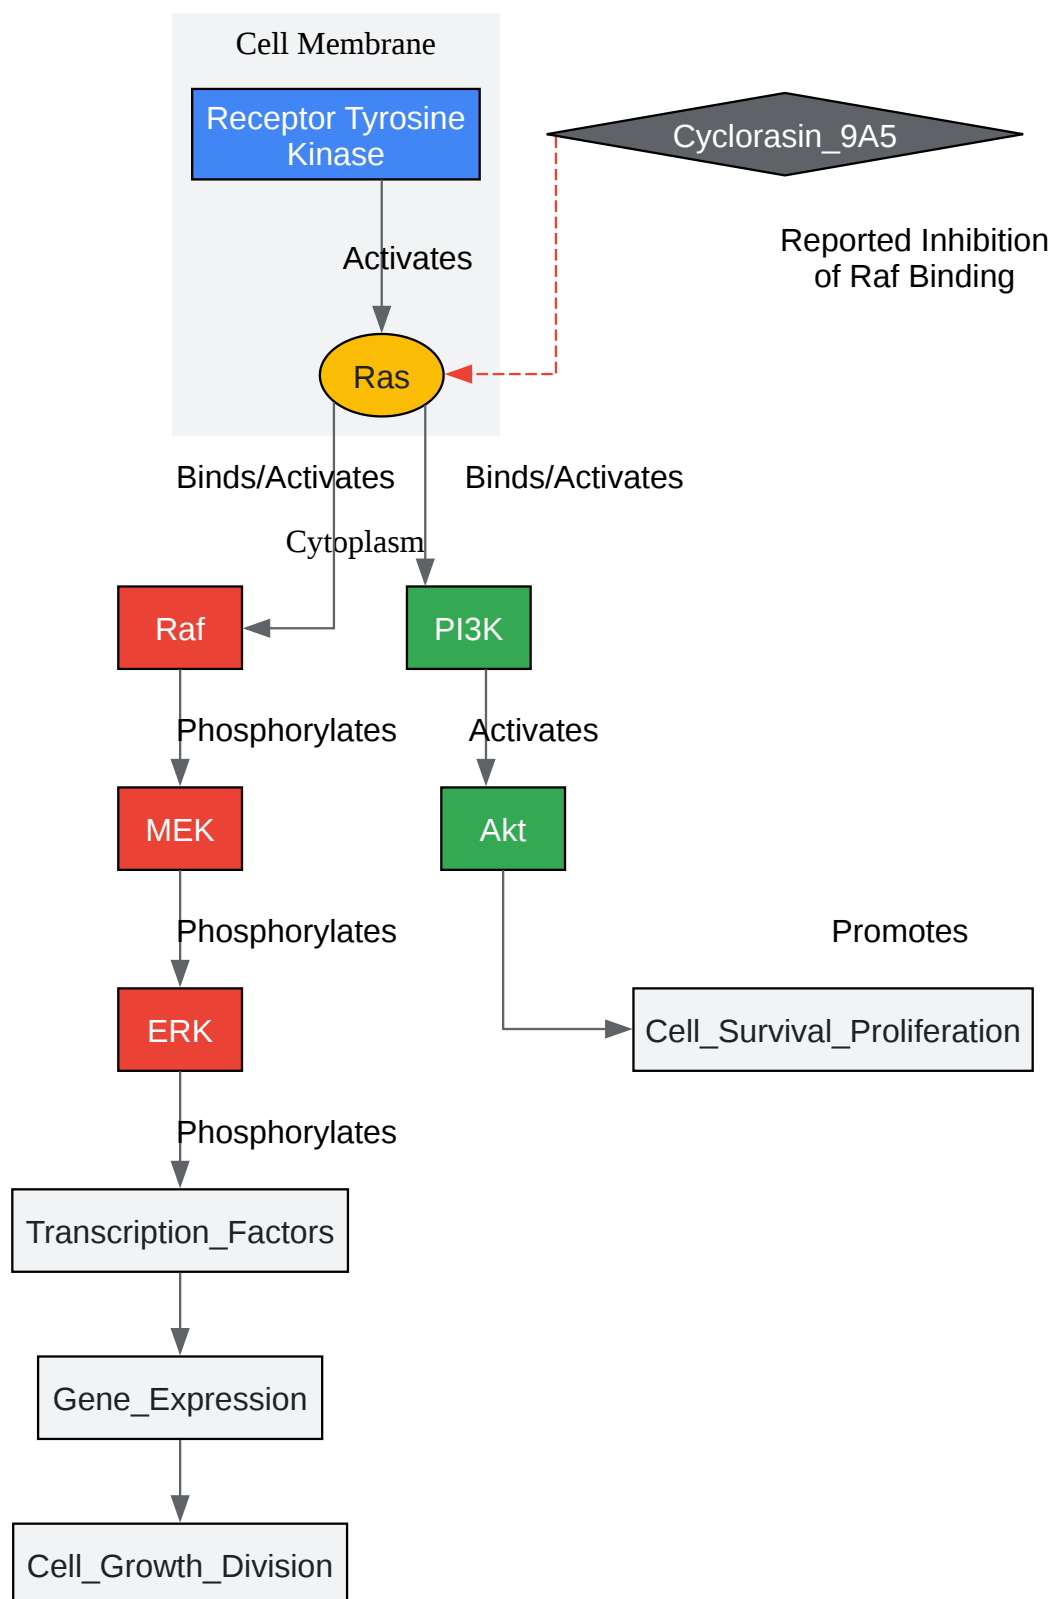 Cell Membrane
Receptor Tyrosine
Kinase
Cyclorasin_9A5
Activates
Reported Inhibition
of Raf Binding
Ras
Binds/Activates
Binds/Activates
Cytoplasm
Raf
PI3K
Phosphorylates
Activates
MEK
Akt
Phosphorylates
Promotes
ERK
Cell_Survival_Proliferation
Phosphorylates
Transcription_Factors
Gene_Expression
Cell_Growth_Division